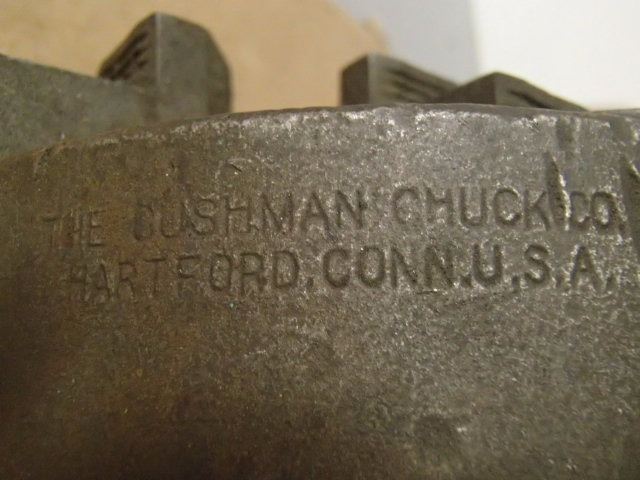 THE CUSHMAN CHUCK CO.
HARTFORD, CONN. U.S.A.